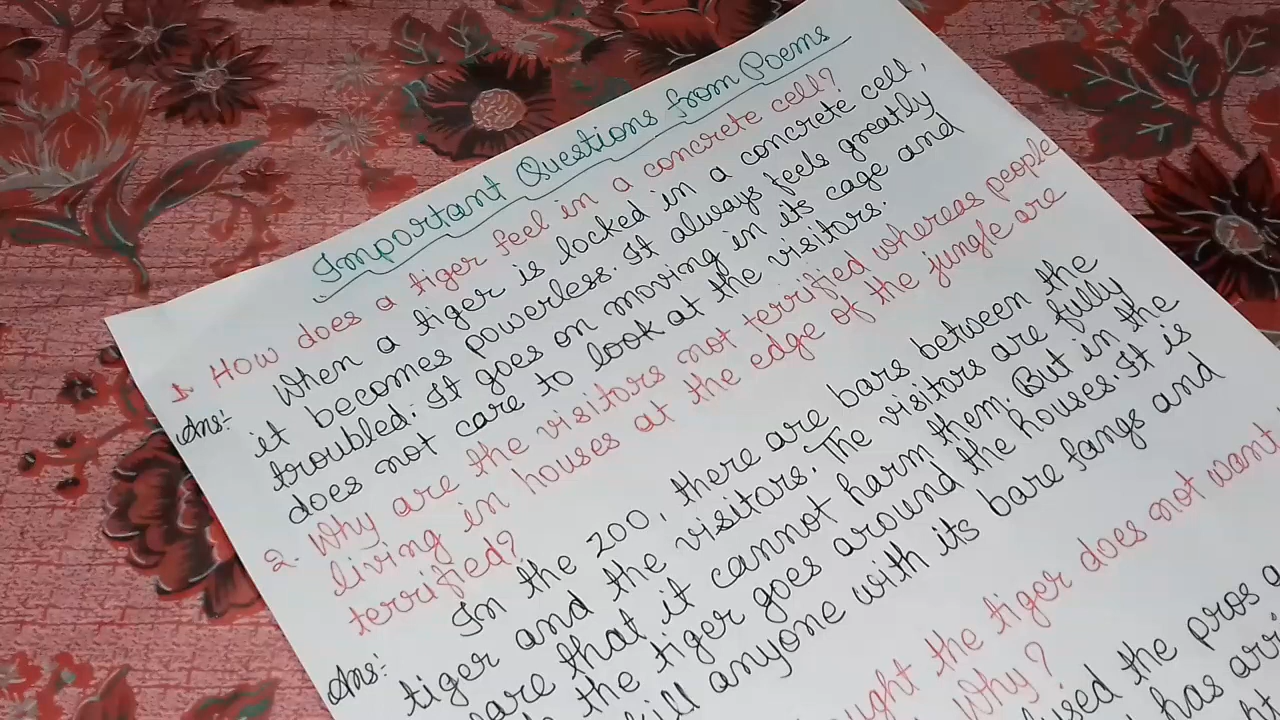 Important Questions from Poems
1. How does a tiger feel in a concrete cell?
Ans:- When a tiger is locked in a concrete cell,
it becomes powerless. It always feels greatly
troubled. It goes on moving in its cage and
does not care to look at the visitors.
2. Why are the visitors not terrified whereas people
living in houses at the edge of the jungle are
terrified?
Ans:- In the zoo, there are bars between the
tiger and the visitors. The visitors are fully
that it cannot harm them. But in the
the tiger goes around the houses. It is
kill anyone with its bare fangs and
the tiger does not want
Why?
the pros
has